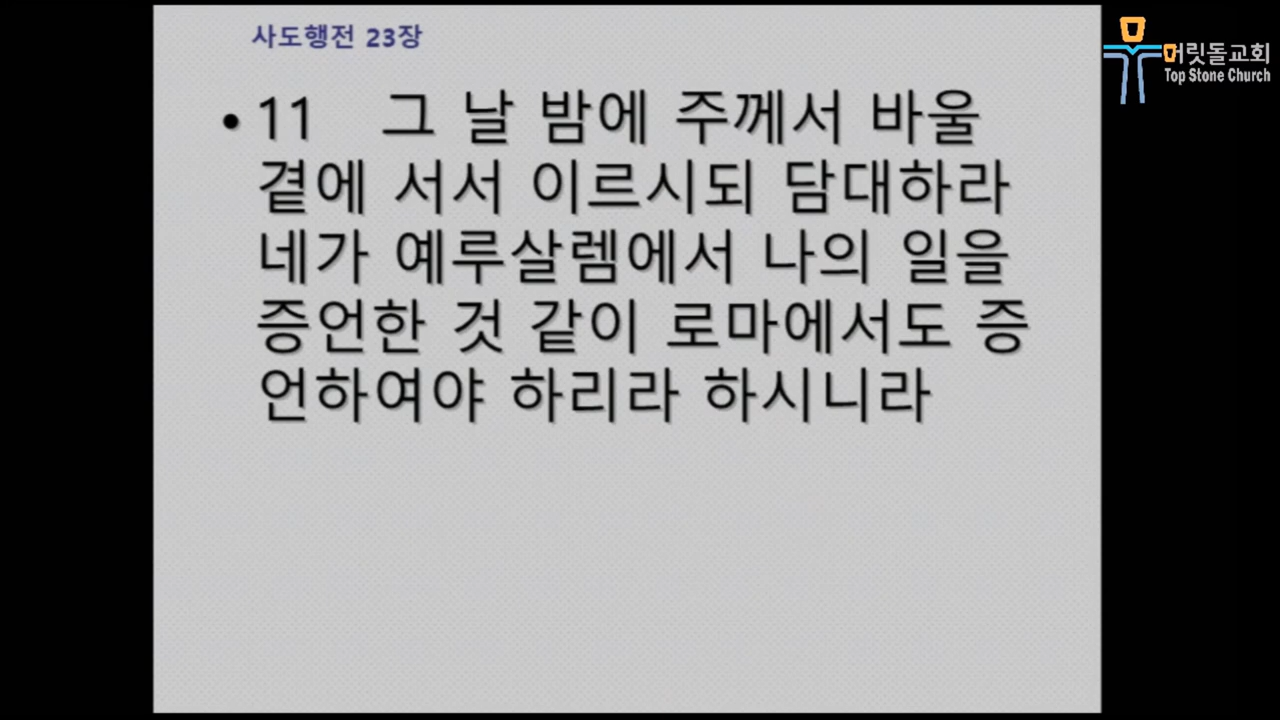 사도행전 23장
머릿돌교회
Top Stone Church
• 11 그 날 밤에 주께서 바울
곁에 서서 이르시되 담대하라
네가 예루살렘에서 나의 일을
증언한 것 같이 로마에서도 증
언하여야 하리라 하시니라